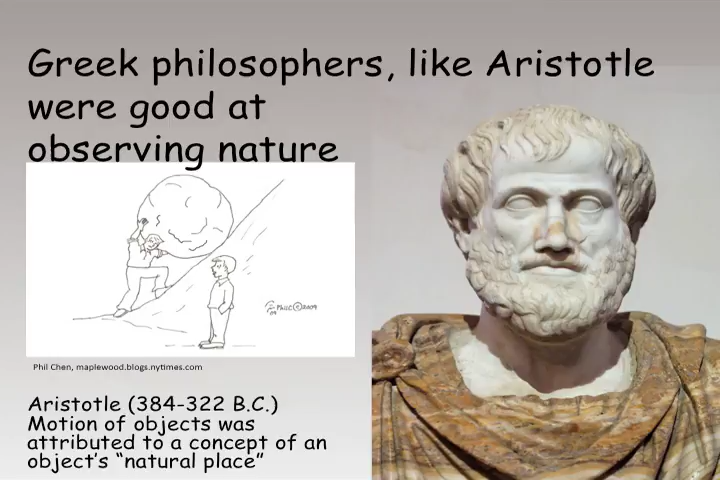 Greek philosophers, like Aristotle
were good at
observing nature
Phil Chen, maplewood.blogs.nytimes.com
Aristotle (384-322 B.C.)
Motion of objects was
attributed to a concept of an
object’s “natural place”